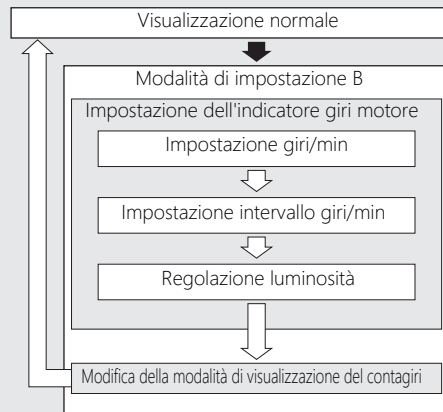 Visualizzazione normale
Modalità di impostazione B
Impostazione dell'indicatore giri motore
Impostazione giri/min
Impostazione intervallo giri/min
Regolazione luminosità
Modifica della modalità di visualizzazione del contagiri